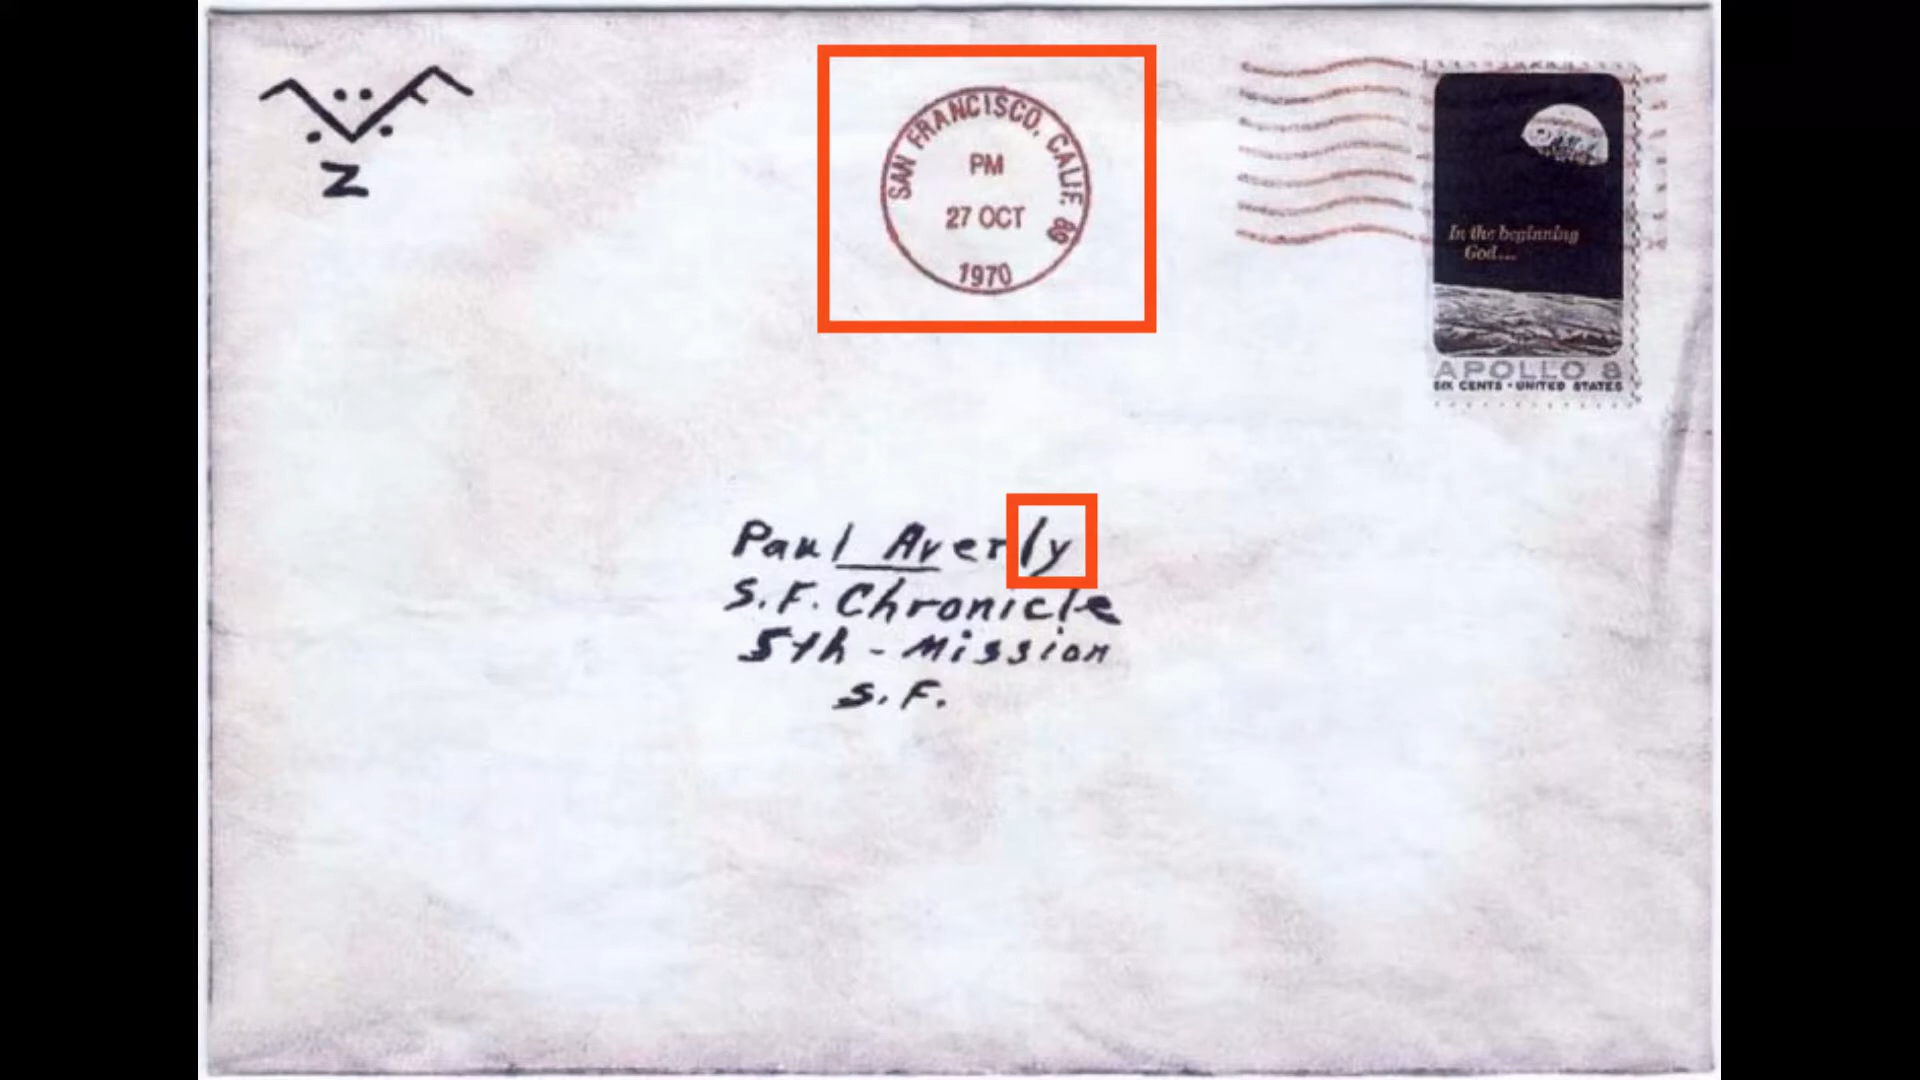 Z
SAN FRANCISCO, CALIF. 89
PM
27 OCT
1970
In the beginning
God...
APOLLO 8
SIX CENTS · UNITED STATES
Paul Averly
S.F. Chronicle
5th - Mission
S.F.